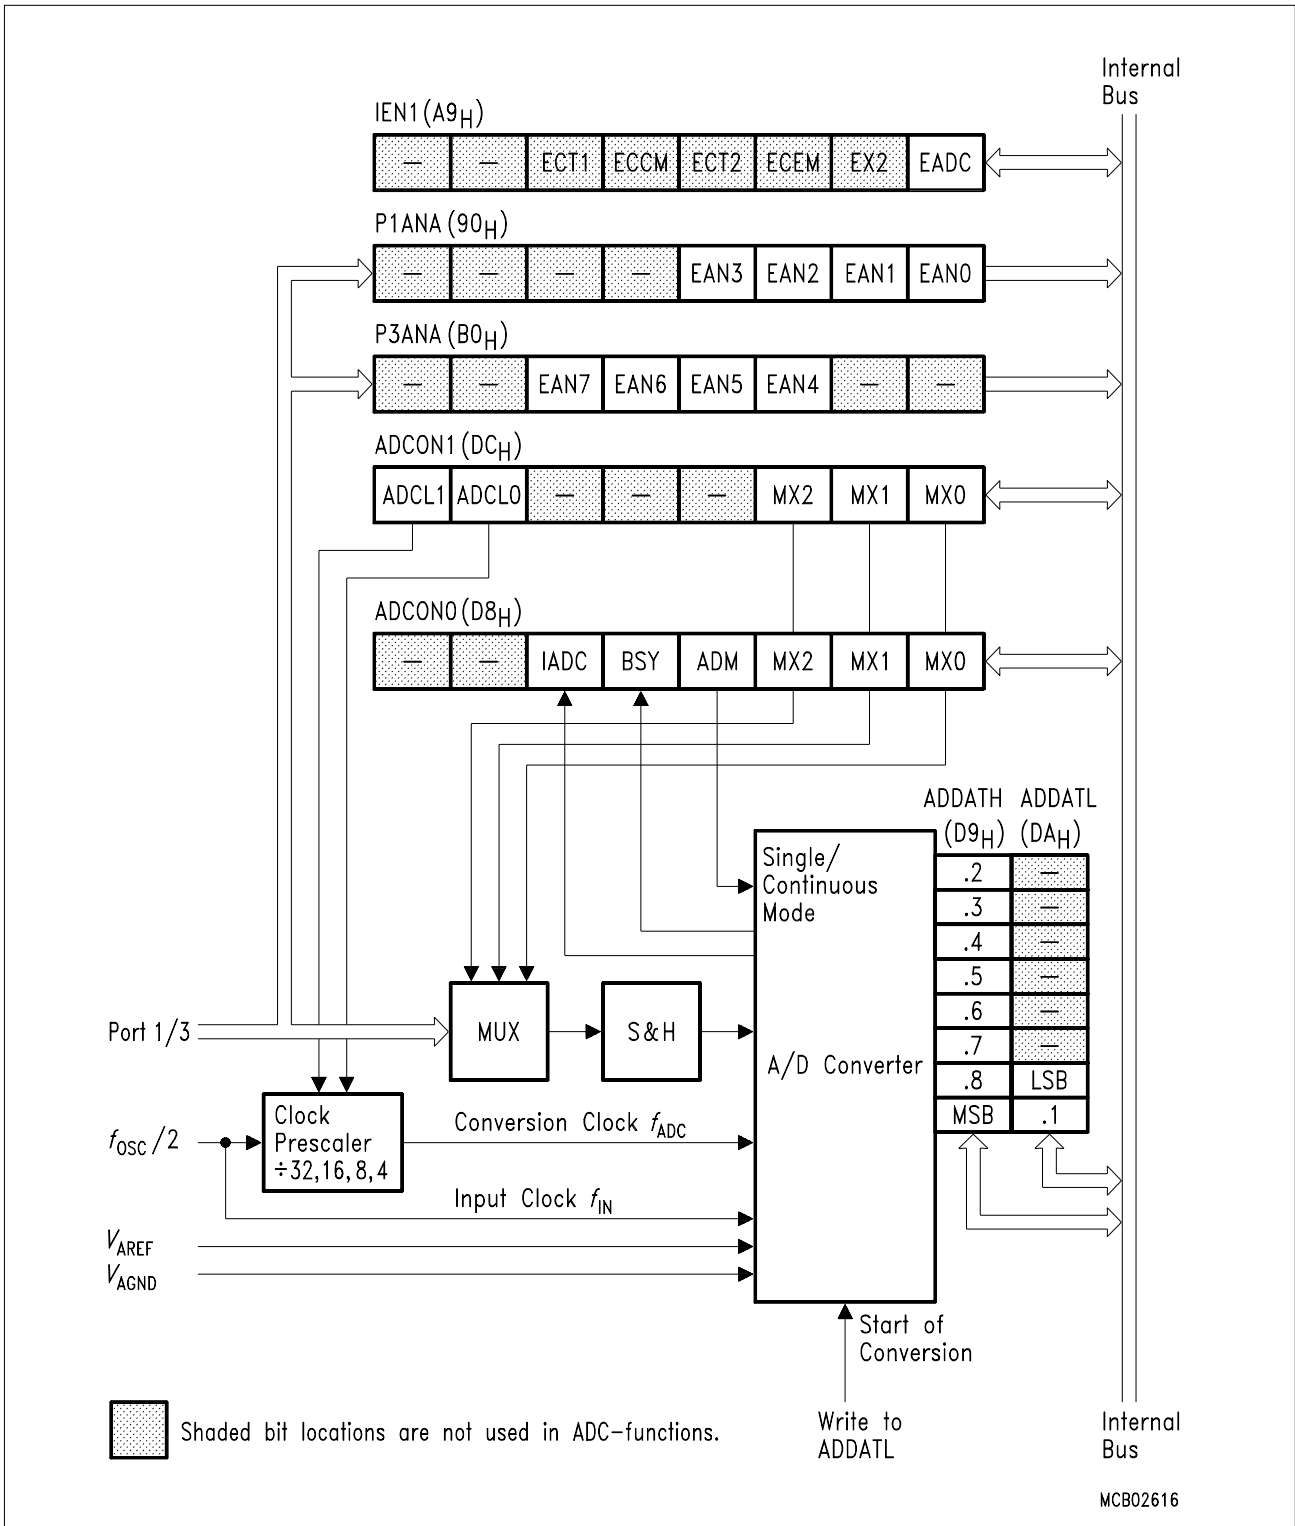 Internal
Bus
IEN1 (A9H)
— — ECT1 ECCM ECT2 ECEM EX2 EADC
P1ANA (90H)
— — — — EAN3 EAN2 EAN1 EAN0
P3ANA (B0H)
— — EAN7 EAN6 EAN5 EAN4 — —
ADCON1 (DCH)
ADCL1 ADCL0 — — — MX2 MX1 MX0
ADCON0 (D8H)
— — IADC BSY ADM MX2 MX1 MX0
ADDATH ADDATL
(D9H) (DAH)
.2 —
.3 —
.4 —
.5 —
.6 —
.7 —
.8 LSB
MSB .1
Single/
Continuous
Mode
Port 1/3
MUX
S&H
A/D Converter
fOSC/2
Clock
Prescaler
÷32,16,8,4
Conversion Clock fADC
Input Clock fIN
VAREF
VAGND
Start of
Conversion
Write to
ADDATL
Shaded bit locations are not used in ADC-functions.
Internal
Bus
MCB02616